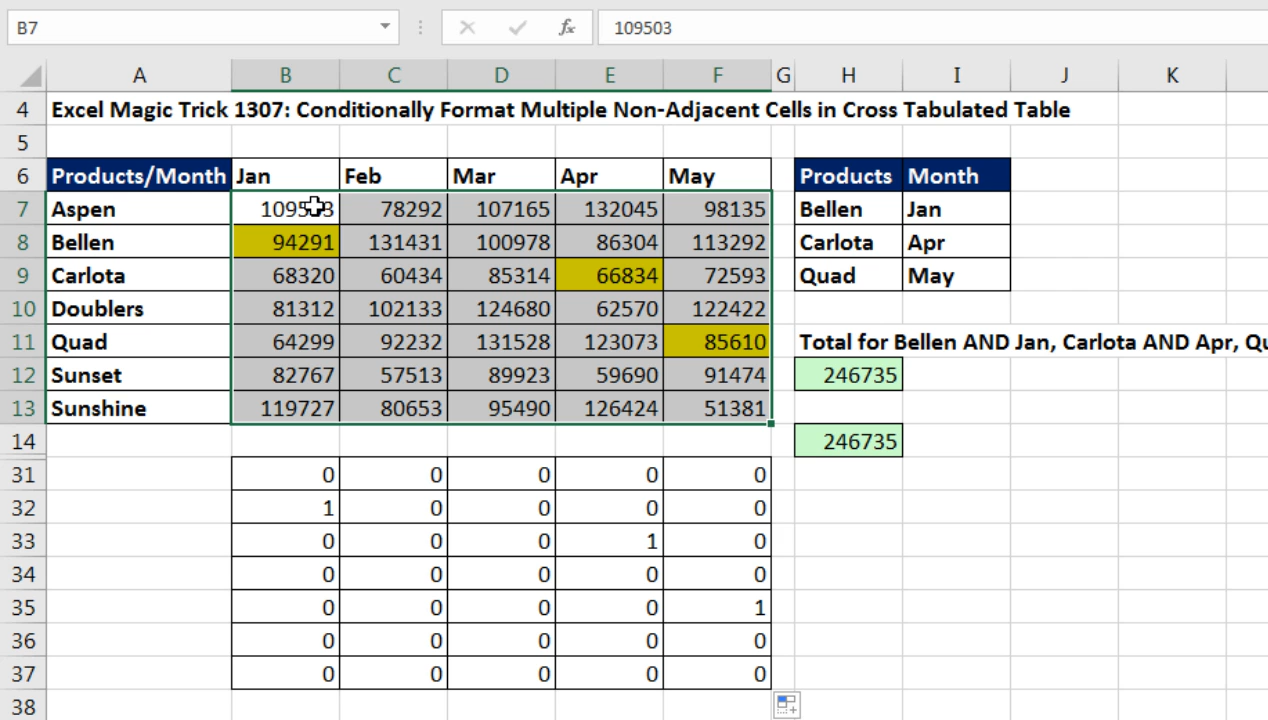 B7 fx 109503
A B C D E F G H I J K
4 Excel Magic Trick 1307: Conditionally Format Multiple Non-Adjacent Cells in Cross Tabulated Table
5
6 Products/Month Jan Feb Mar Apr May Products Month
7 Aspen 109503 78292 107165 132045 98135 Bellen Jan
8 Bellen 94291 131431 100978 86304 113292 Carlota Apr
9 Carlota 68320 60434 85314 66834 72593 Quad May
10 Doublers 81312 102133 124680 62570 122422
11 Quad 64299 92232 131528 123073 85610 Total for Bellen AND Jan, Carlota AND Apr, Qu
12 Sunset 82767 57513 89923 59690 91474 246735
13 Sunshine 119727 80653 95490 126424 51381
14 246735
31 0 0 0 0 0
32 1 0 0 0 0
33 0 0 0 1 0
34 0 0 0 0 0
35 0 0 0 0 1
36 0 0 0 0 0
37 0 0 0 0 0
38